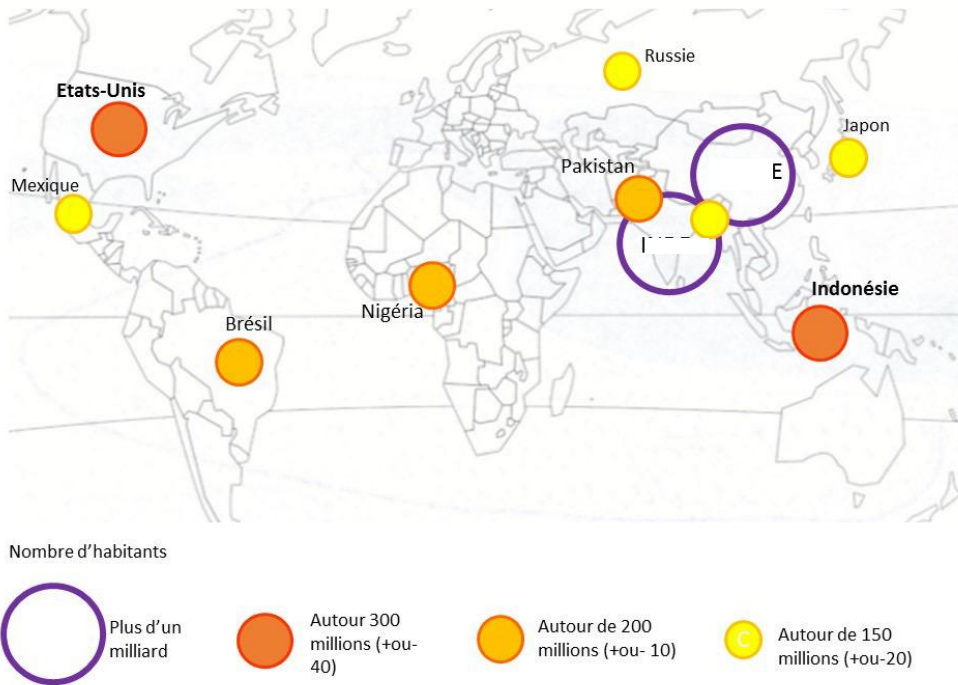 Russie
Etats-Unis
Japon
Mexique
Pakistan
E
I
Indonésie
Nigéria
Brésil
Nombre d'habitants
Plus d'un
milliard
Autour 300
millions (+ou-
40)
Autour de 200
millions (+ou- 10)
C
Autour de 150
millions (+ou-20)